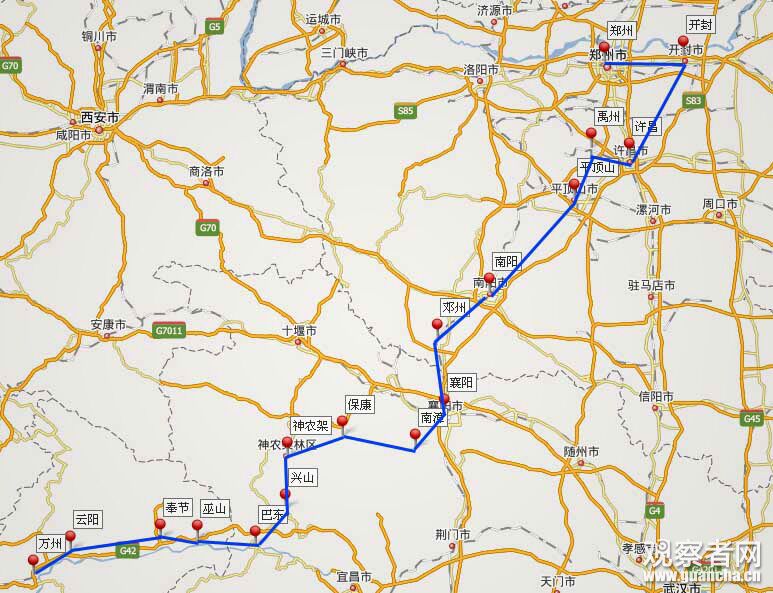 运城市
济源市
郑州
开封
铜川市
G5
三门峡市
洛阳市
郑州市
开封市
G70
渭南市
S83
西安市
咸阳市
S85
禹州
许昌
许昌市
商洛市
平顶山
平顶山市
漯河市
周口市
G70
南阳
南阳市
驻马店市
邓州
安康市
G7011
十堰市
襄阳
襄阳市
信阳市
保康
南漳
G45
神农架
神农架林区
随州市
兴山
云阳
奉节
巫山
巴东
G4
万州
G42
荆门市
孝感市
观察者网
www.guancha.cn
宜昌市
天门市
武汉市